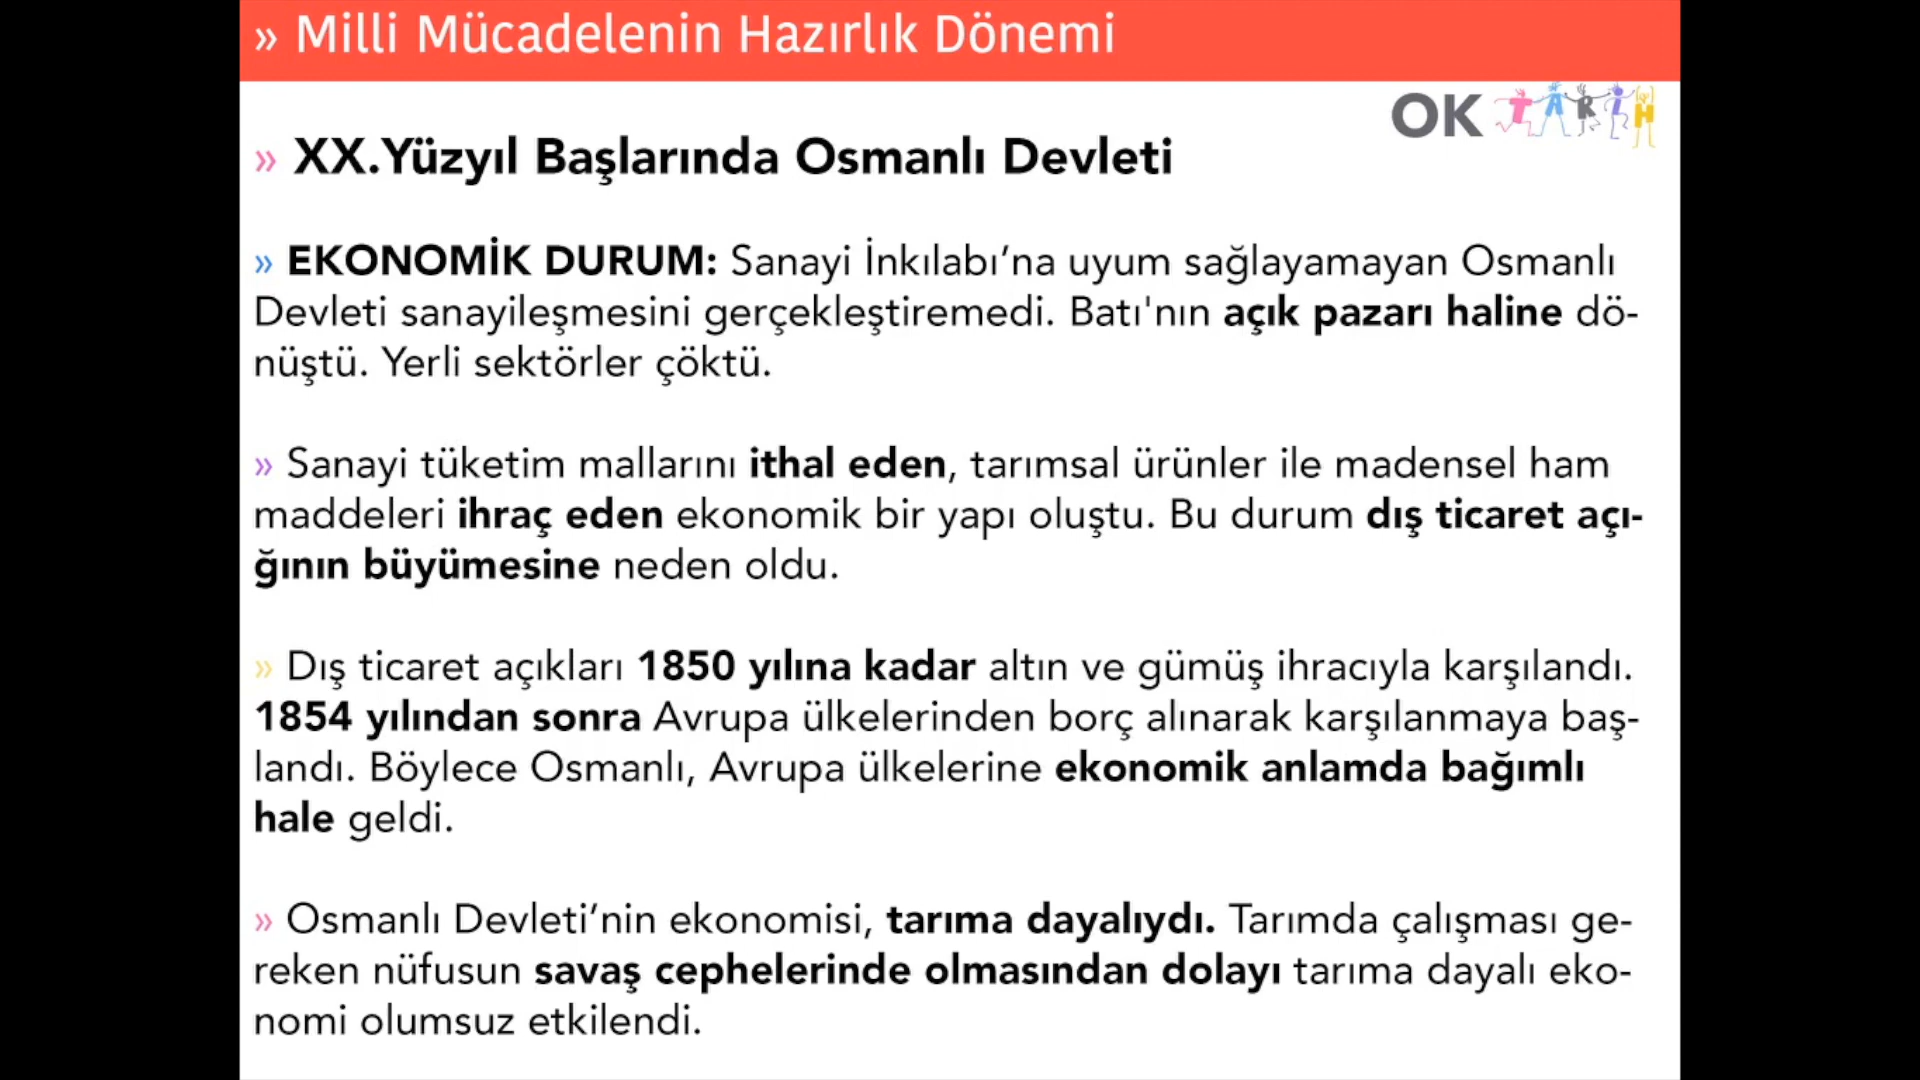 » Milli Mücadelenin Hazırlık Dönemi
OK TARİH
» XX.Yüzyıl Başlarında Osmanlı Devleti
» EKONOMİK DURUM: Sanayi İnkılabı’na uyum sağlayamayan Osmanlı
Devleti sanayileşmesini gerçekleştiremedi. Batı'nın açık pazarı haline dö-
nüştü. Yerli sektörler çöktü.
» Sanayi tüketim mallarını ithal eden, tarımsal ürünler ile madensel ham
maddeleri ihraç eden ekonomik bir yapı oluştu. Bu durum dış ticaret açı-
ğının büyümesine neden oldu.
» Dış ticaret açıkları 1850 yılına kadar altın ve gümüş ihracıyla karşılandı.
1854 yılından sonra Avrupa ülkelerinden borç alınarak karşılanmaya baş-
landı. Böylece Osmanlı, Avrupa ülkelerine ekonomik anlamda bağımlı
hale geldi.
» Osmanlı Devleti’nin ekonomisi, tarıma dayalıydı. Tarımda çalışması ge-
reken nüfusun savaş cephelerinde olmasından dolayı tarıma dayalı eko-
nomi olumsuz etkilendi.